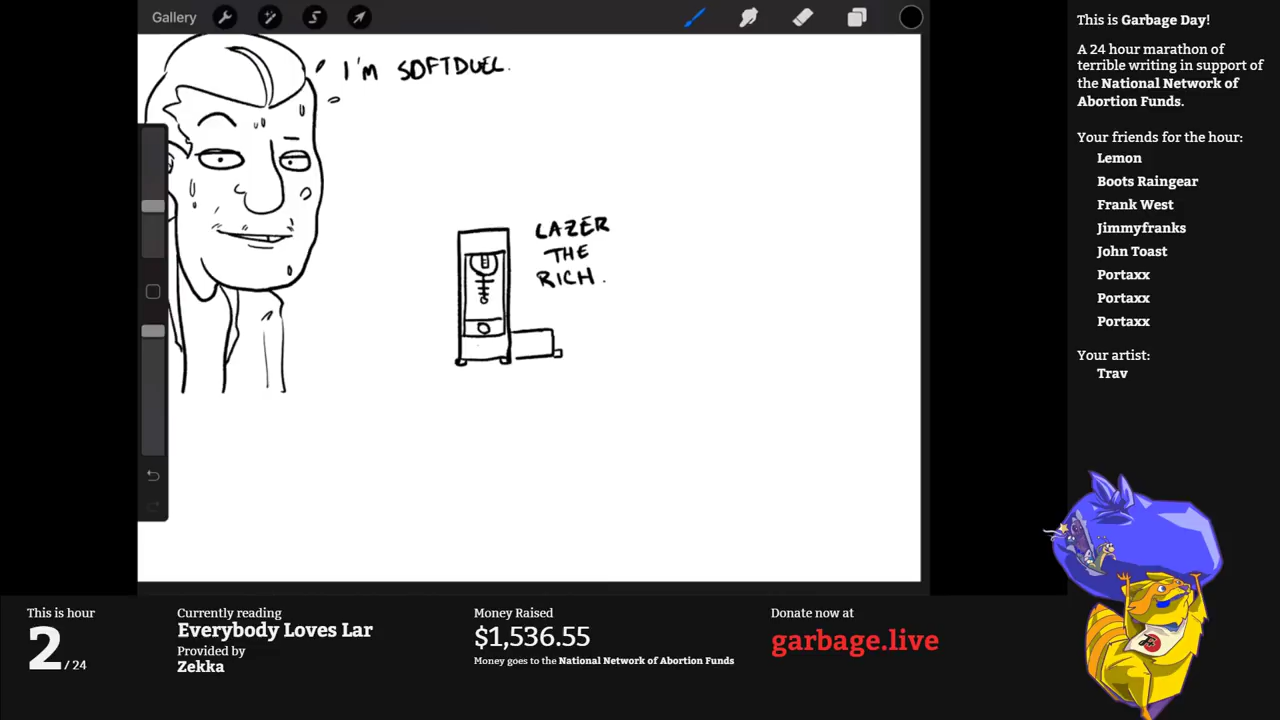 Gallery
I'm SOFTDUEL.
LAZER
THE
RICH.
This is Garbage Day!
A 24 hour marathon of
terrible writing in support of
the National Network of
Abortion Funds.
Your friends for the hour:
Lemon
Boots Raingear
Frank West
Jimmyfranks
John Toast
Portaxx
Portaxx
Portaxx
Your artist:
Trav
This is hour
2 / 24
Currently reading
Everybody Loves Lar
Provided by
Zekka
Money Raised
$1,536.55
Money goes to the National Network of Abortion Funds
Donate now at
garbage.live